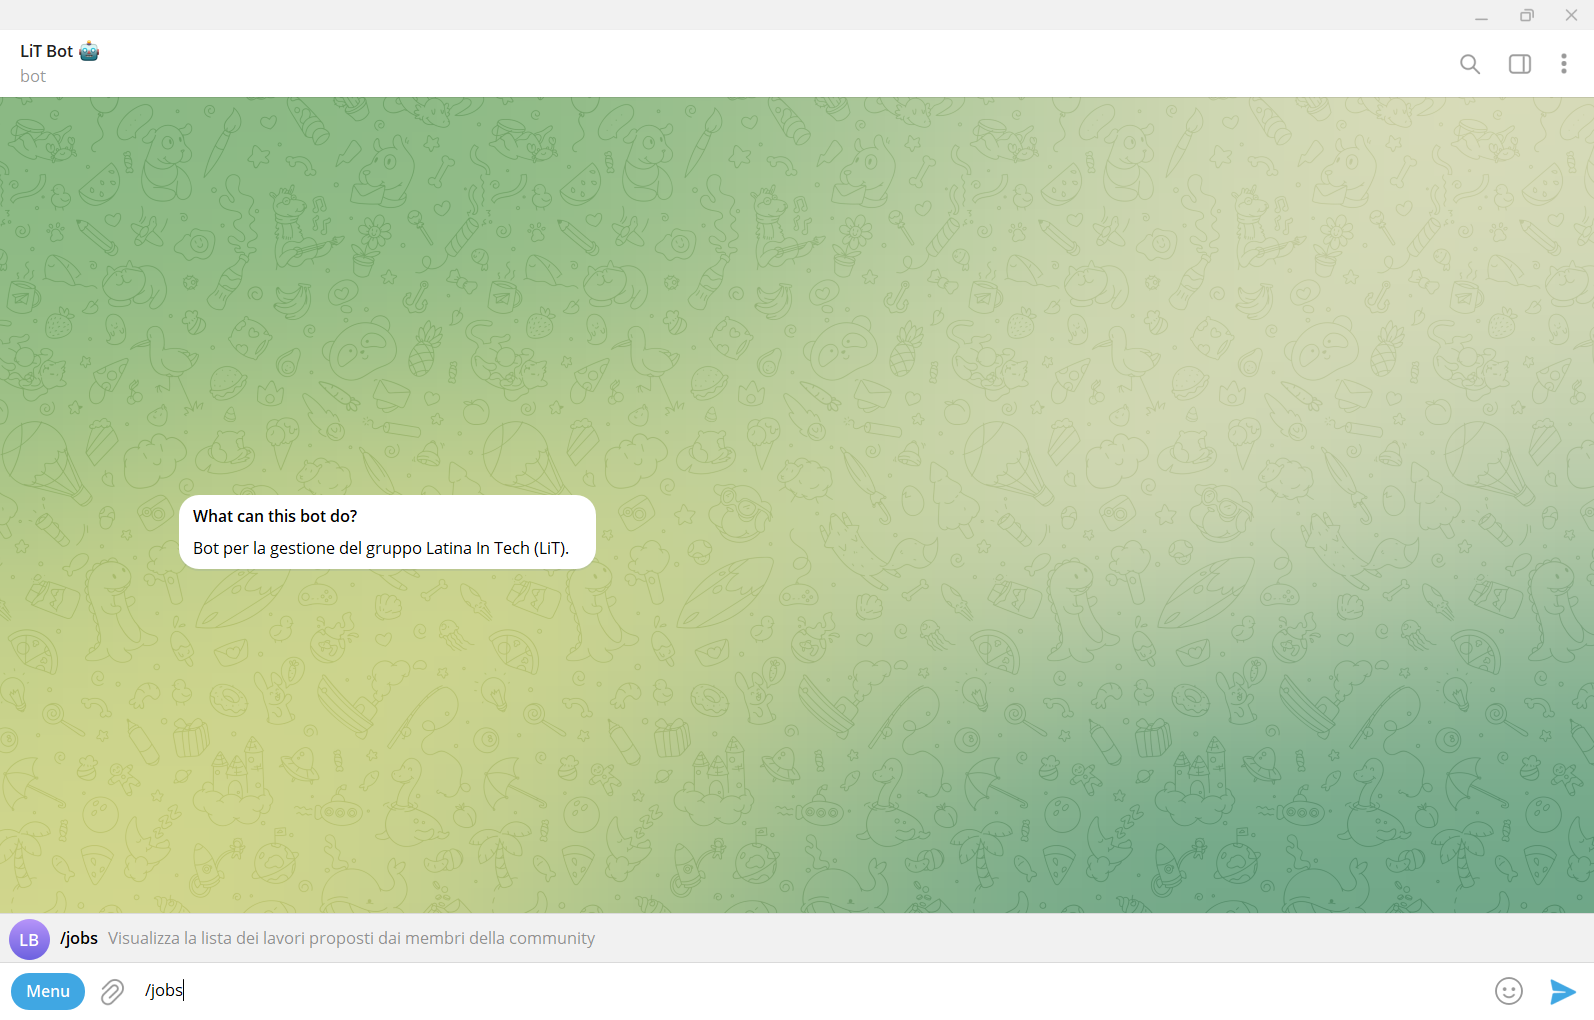 LiT Bot 🤖
bot
What can this bot do?
Bot per la gestione del gruppo Latina In Tech (LiT).
LB /jobs Visualizza la lista dei lavori proposti dai membri della community
Menu /jobs